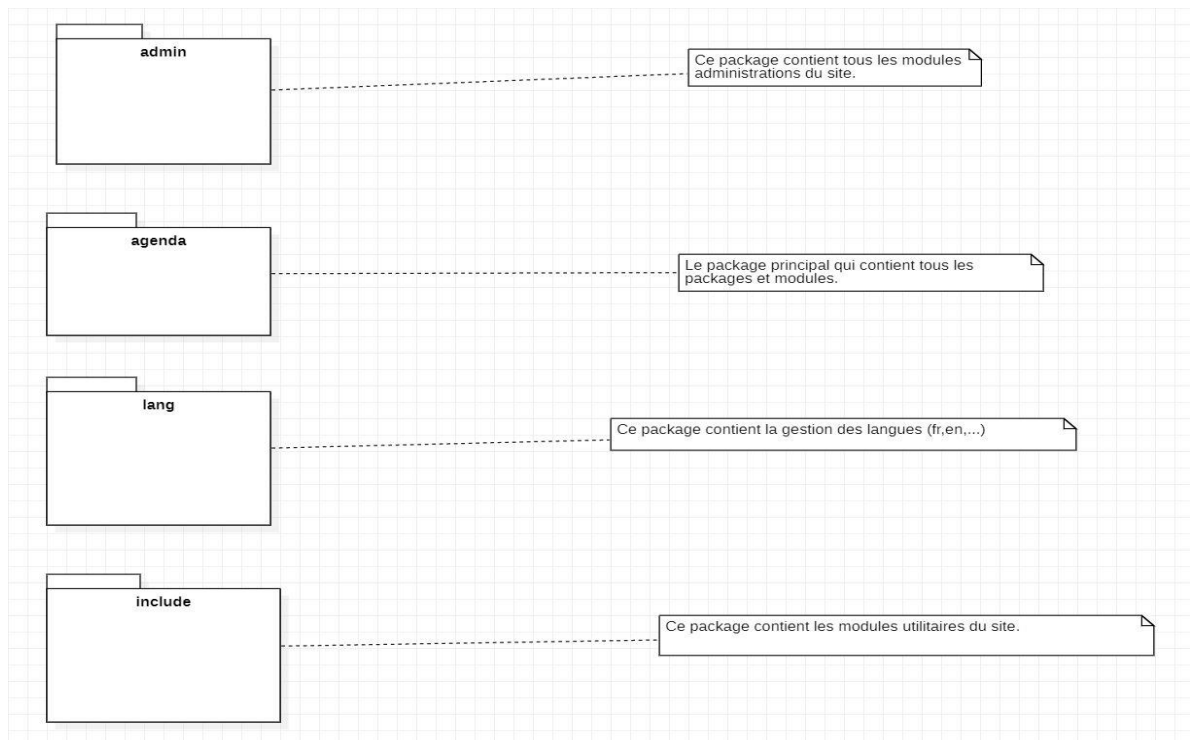 admin
Ce package contient tous les modules
administrations du site.
agenda
Le package principal qui contient tous les
packages et modules.
lang
Ce package contient la gestion des langues (fr,en,...)
include
Ce package contient les modules utilitaires du site.